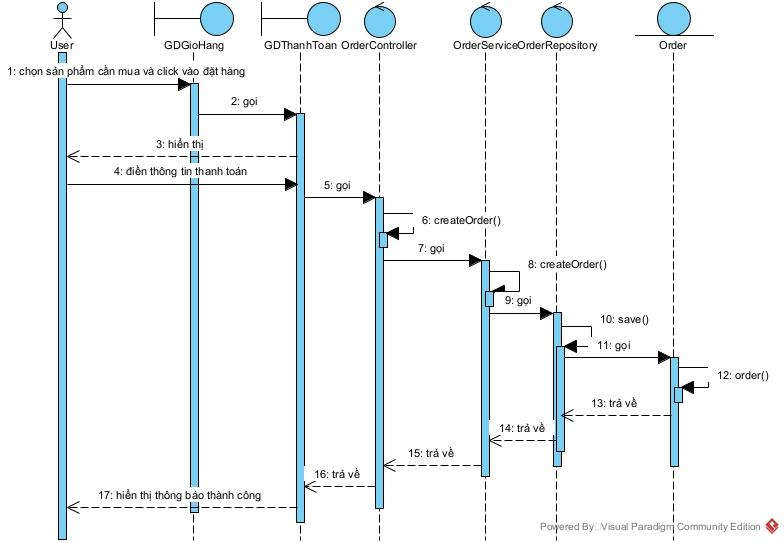 User GDGioHang GDThanhToan OrderController OrderService OrderRepository Order
1: chọn sản phẩm cần mua và click vào đặt hàng
2: gọi
3: hiển thị
4: điền thông tin thanh toán
5: gọi
6: createOrder()
7: gọi
8: createOrder()
9: gọi
10: save()
11: gọi
12: order()
13: trả về
14: trả về
15: trả về
16: trả về
17: hiển thị thông báo thành công
Powered By Visual Paradigm Community Edition